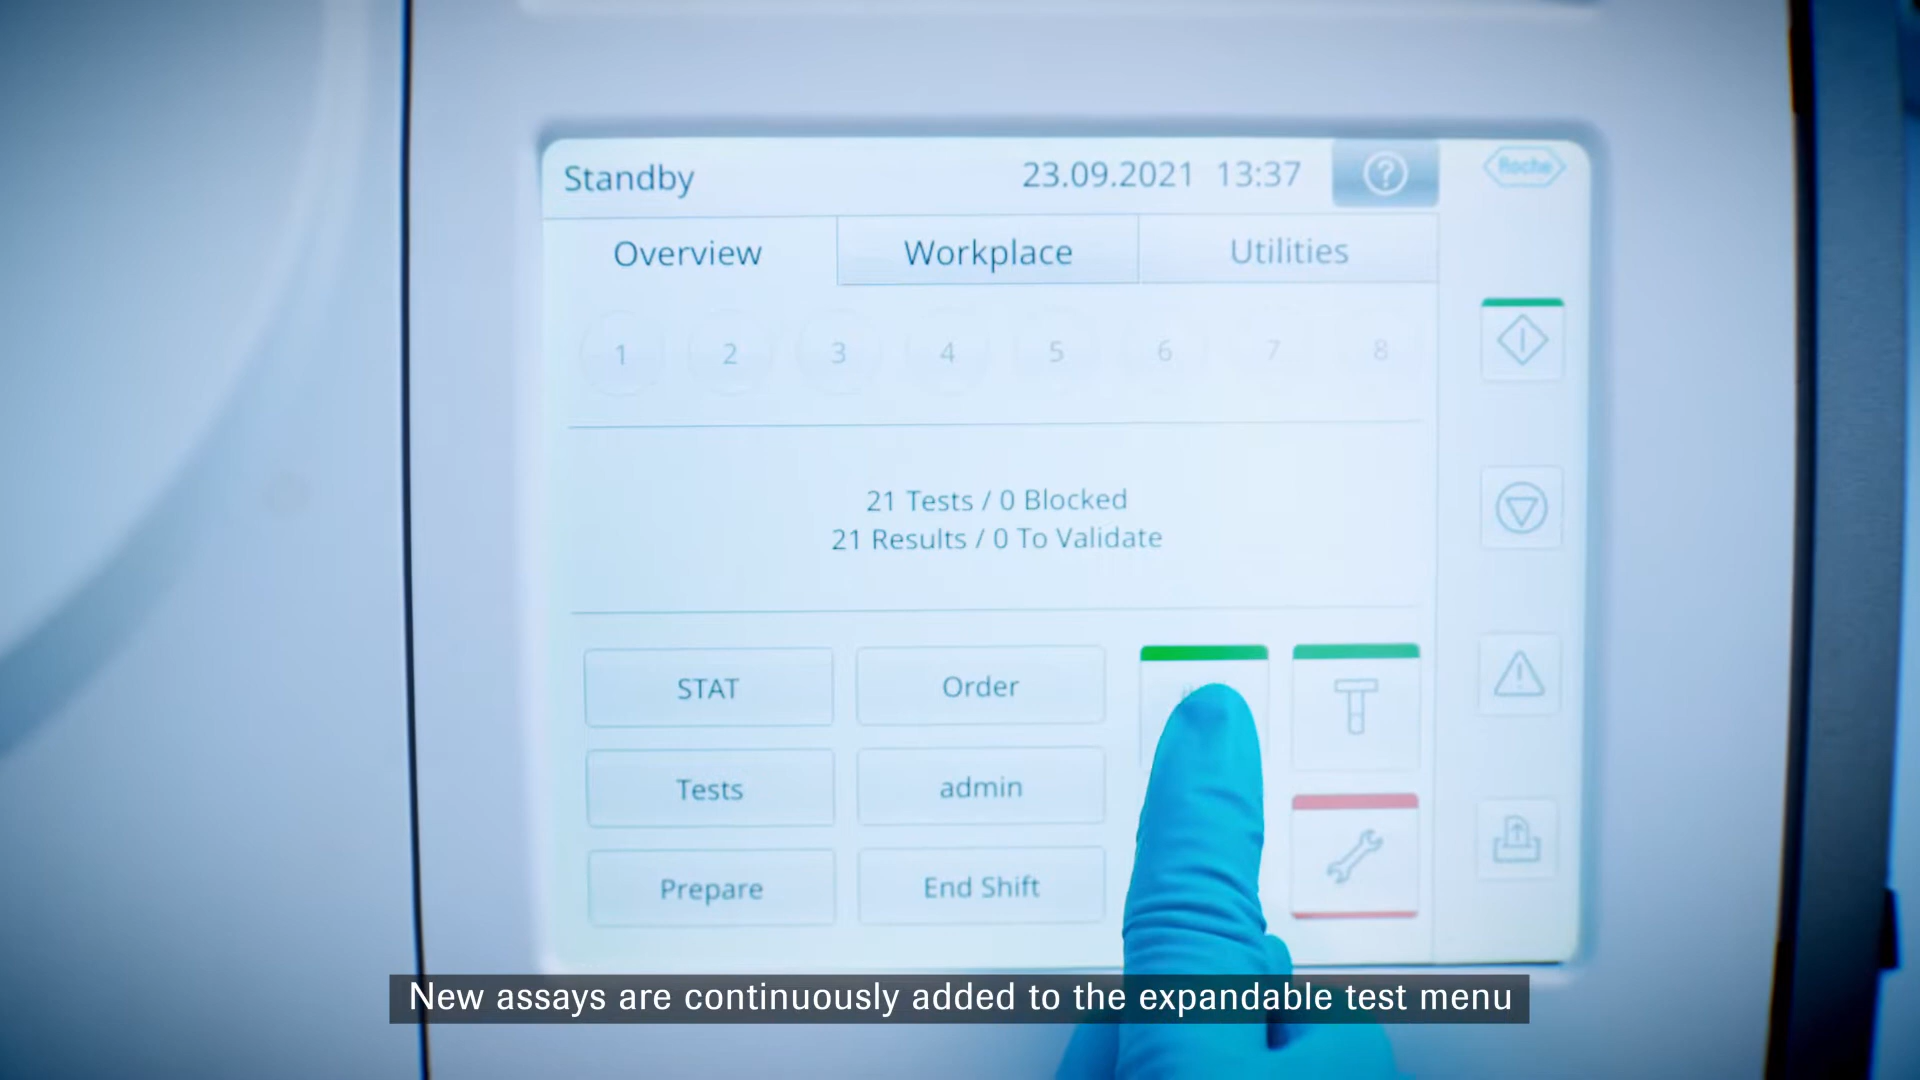 Standby
23.09.2021 13:37
?
Roche
Overview
Workplace
Utilities
1 2 3 4 5 6 7 8
21 Tests / 0 Blocked
21 Results / 0 To Validate
STAT
Order
Tests
admin
Prepare
End Shift
New assays are continuously added to the expandable test menu